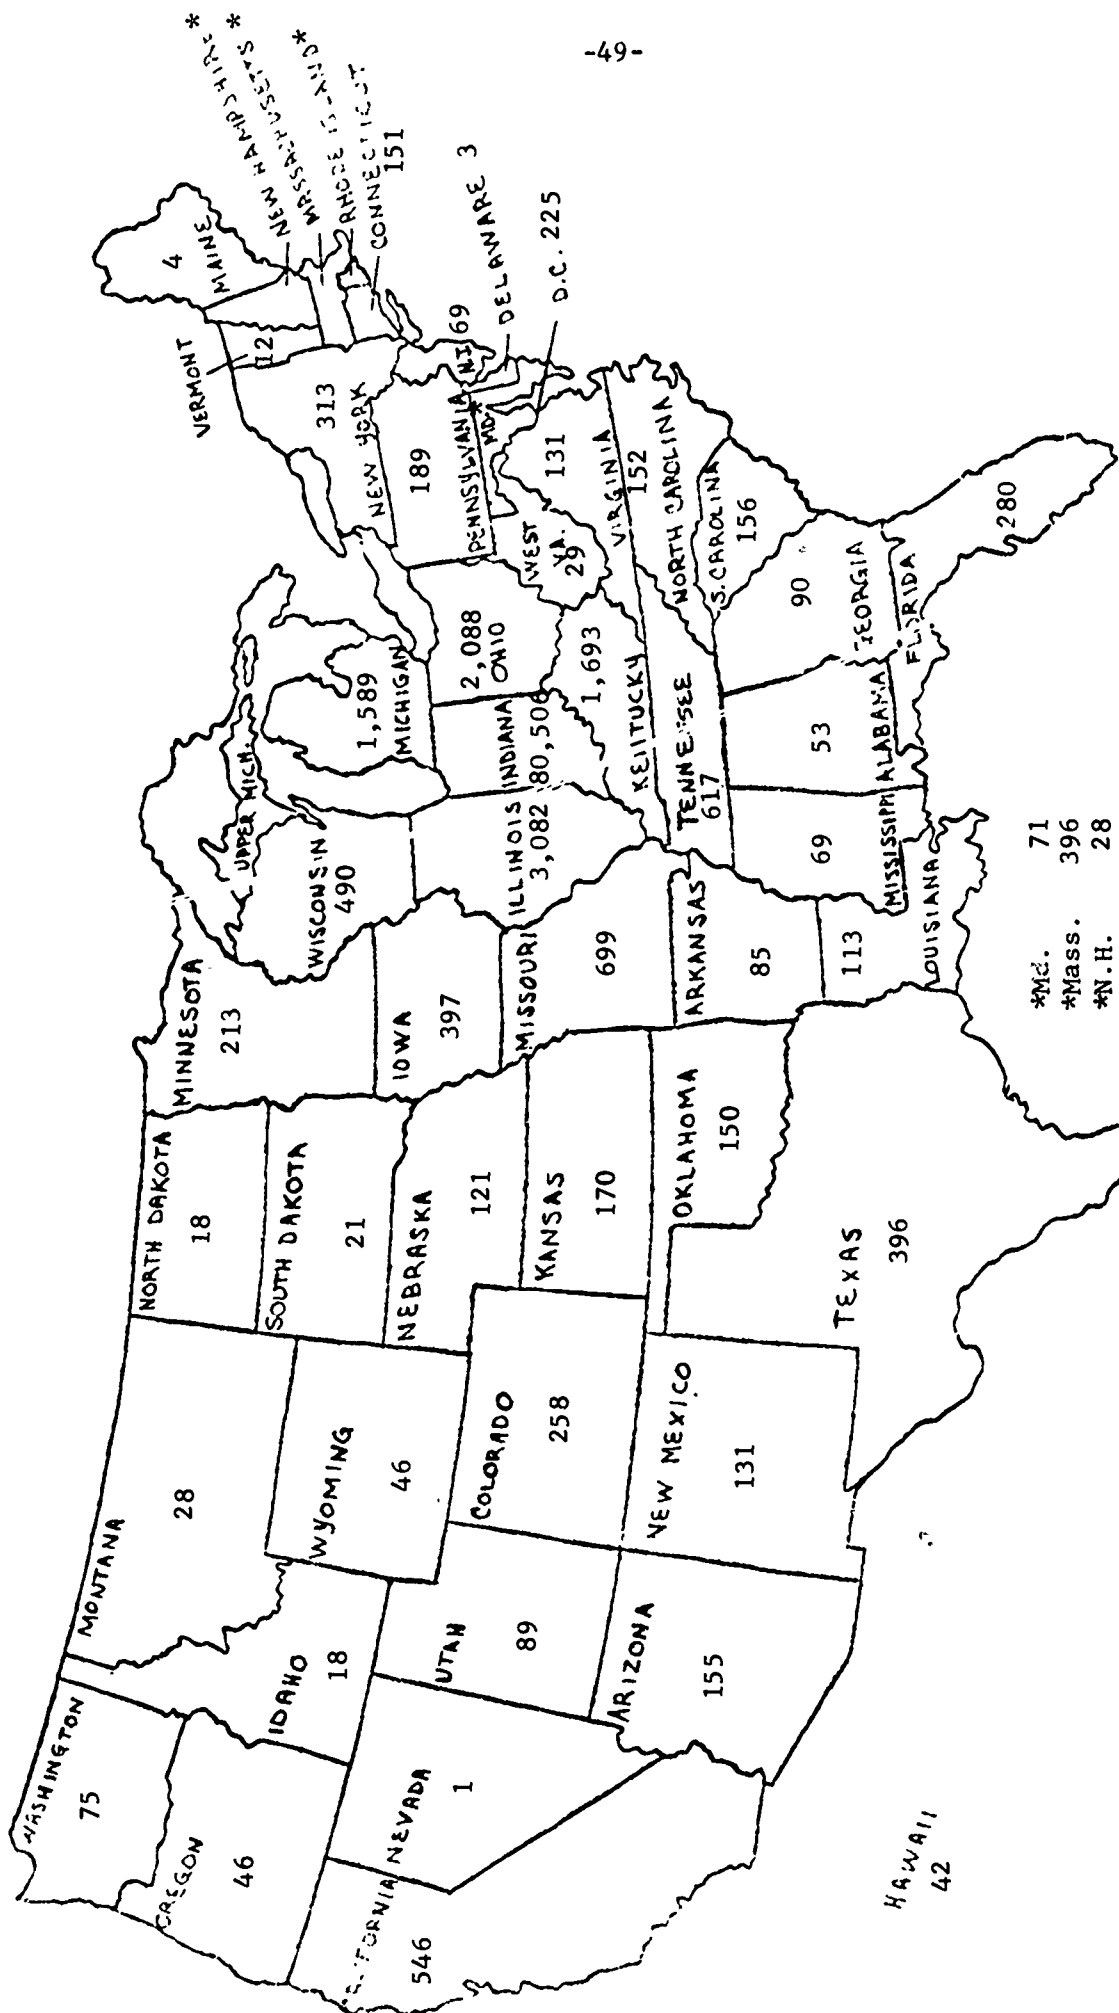 -49-
WASHINGTON
75
OREGON
46
CALIFORNIA
546
NEVADA
1
IDAHO
18
MONTANA
28
WYOMING
46
UTAH
89
ARIZONA
155
COLORADO
258
NEW MEXICO
131
NORTH DAKOTA
18
SOUTH DAKOTA
21
NEBRASKA
121
KANSAS
170
OKLAHOMA
150
TEXAS
396
MINNESOTA
213
IOWA
397
MISSOURI
699
ARKANSAS
85
113
LOUISIANA
WISCONSIN
490
UPPER MICH.
ILLINOIS
3,082
1,589
MICHIGAN
INDIANA
80,506
2,088
OHIO
1,693
KENTUCKY
TENNESSEE
617
69
MISSISSIPPI
53
ALABAMA
90
GEORGIA
FLORIDA
280
156
S. CAROLINA
152
NORTH CAROLINA
131
VIRGINIA
WEST
VA.
29
189
PENNSYLVANIA
MD.*
313
NEW YORK
VERMONT
12
4
MAINE
NEW HAMPSHIRE*
MASSACHUSETTS*
RHODE ISLAND*
CONNECTICUT
151
N.J. 69
DELAWARE 3
D.C. 225
HAWAII
42
*Md. 71
*Mass. 396
*N.H. 28